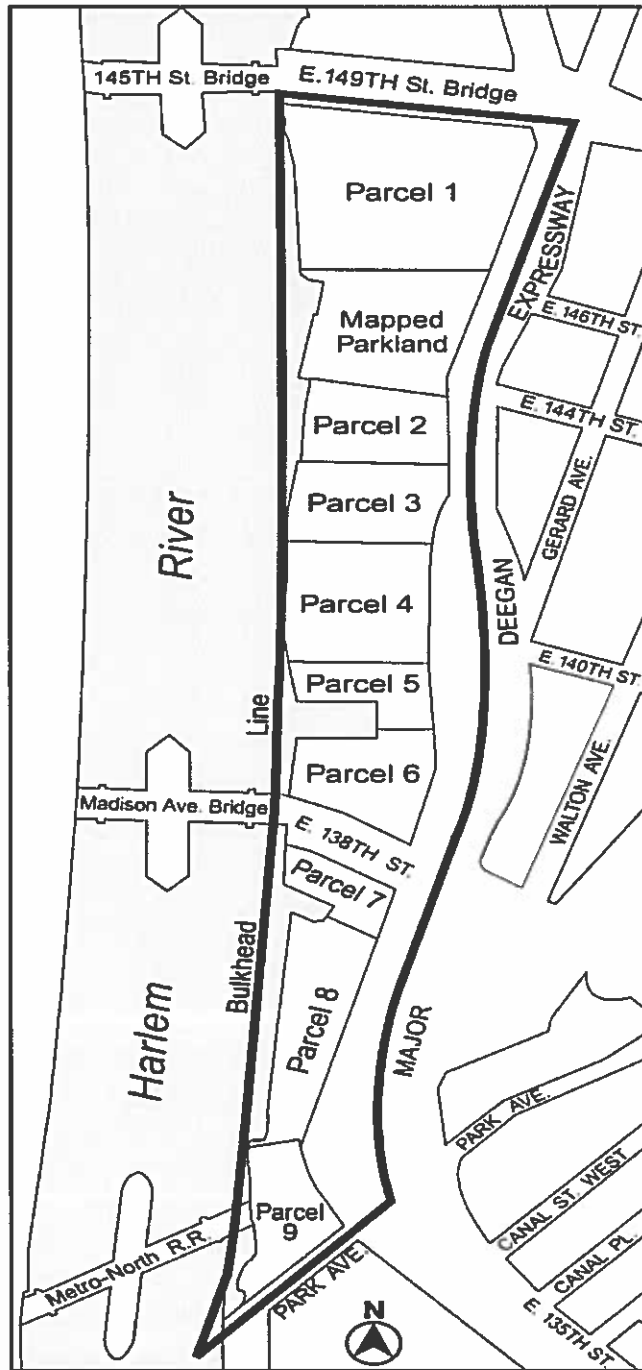 145TH St. Bridge
E. 149TH St. Bridge
Parcel 1
EXPRESSWAY
E. 146TH ST.
Mapped
Parkland
E. 144TH ST.
Parcel 2
GERARD AVE.
Parcel 3
River
DEEGAN
Parcel 4
E. 140TH ST.
Parcel 5
Line
WALTON AVE.
Parcel 6
Madison Ave. Bridge
E. 138TH ST.
Parcel 7
Bulkhead
Parcel 8
Harlem
MAJOR
PARK AVE.
CANAL ST. WEST
Parcel
9
CANAL PL.
Metro-North R.R.
PARK AVE.
E. 135TH ST.
N